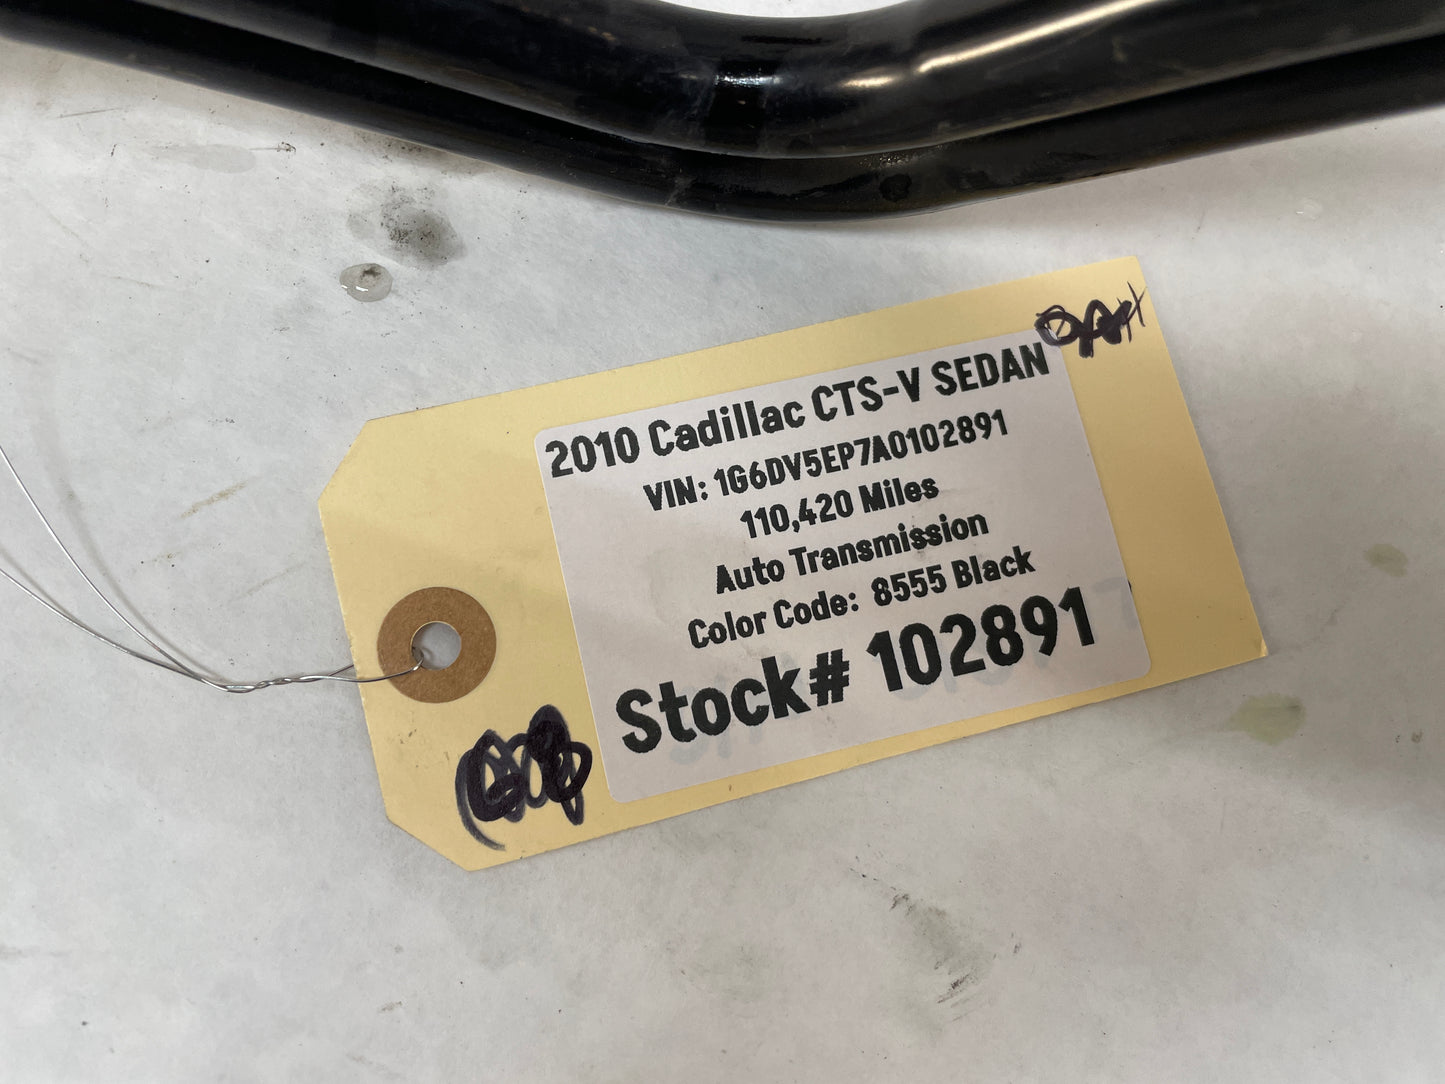 2010 Cadillac CTS-V SEDAN
VIN: 1G6DV5EP7A0102891
110,420 Miles
Auto Transmission
Color Code: 8555 Black
Stock# 102891